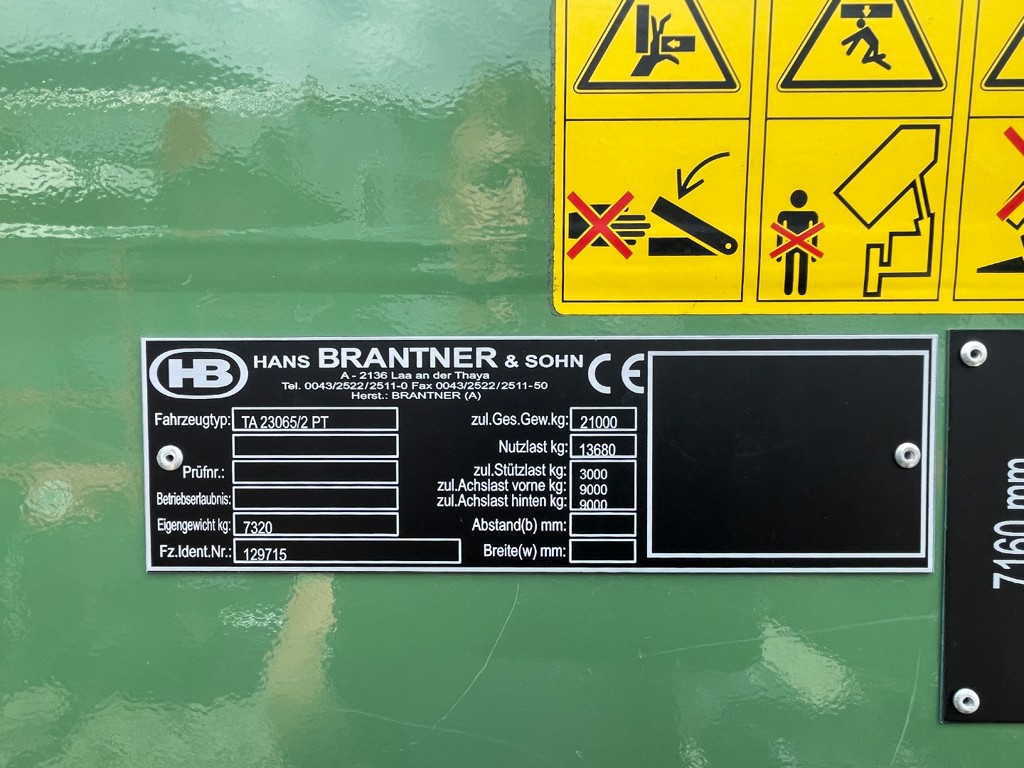 HB
HANS BRANTNER & SOHN CE
A - 2136 Laa an der Thaya
Tel. 0043/2522/2511-0 Fax 0043/2522/2511-50
Herst.: BRANTNER (A)
Fahrzeugtyp: TA 23065/2 PT
Prüfnr.:
Betriebserlaubnis:
Eigengewicht kg: 7320
Fz.Ident.Nr.: 129715
zul.Ges.Gew.kg: 21000
Nutzlast kg: 13680
zul.Stützlast kg: 3000
zul.Achslast vorne kg: 9000
zul.Achslast hinten kg: 9000
Abstand(b) mm:
Breite(w) mm:
7160 mm